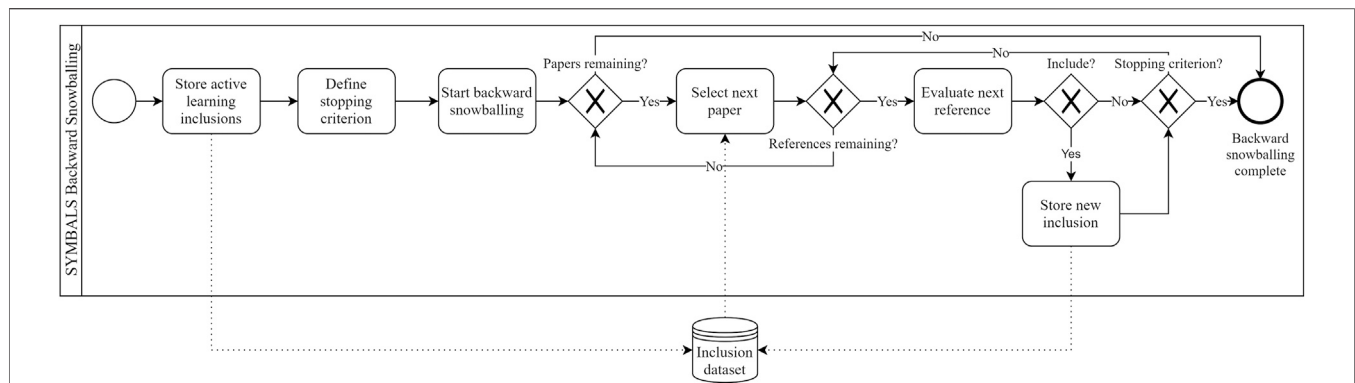 SYMBALS Backward Snowballing
Store active
learning
inclusions
Define
stopping
criterion
Start backward
snowballing
Papers remaining?
Yes
No
Select next
paper
References remaining?
Yes
No
Evaluate next
reference
Include?
No
Yes
Store new
inclusion
Stopping criterion?
No
Yes
No
Backward
snowballing
complete
Inclusion
dataset